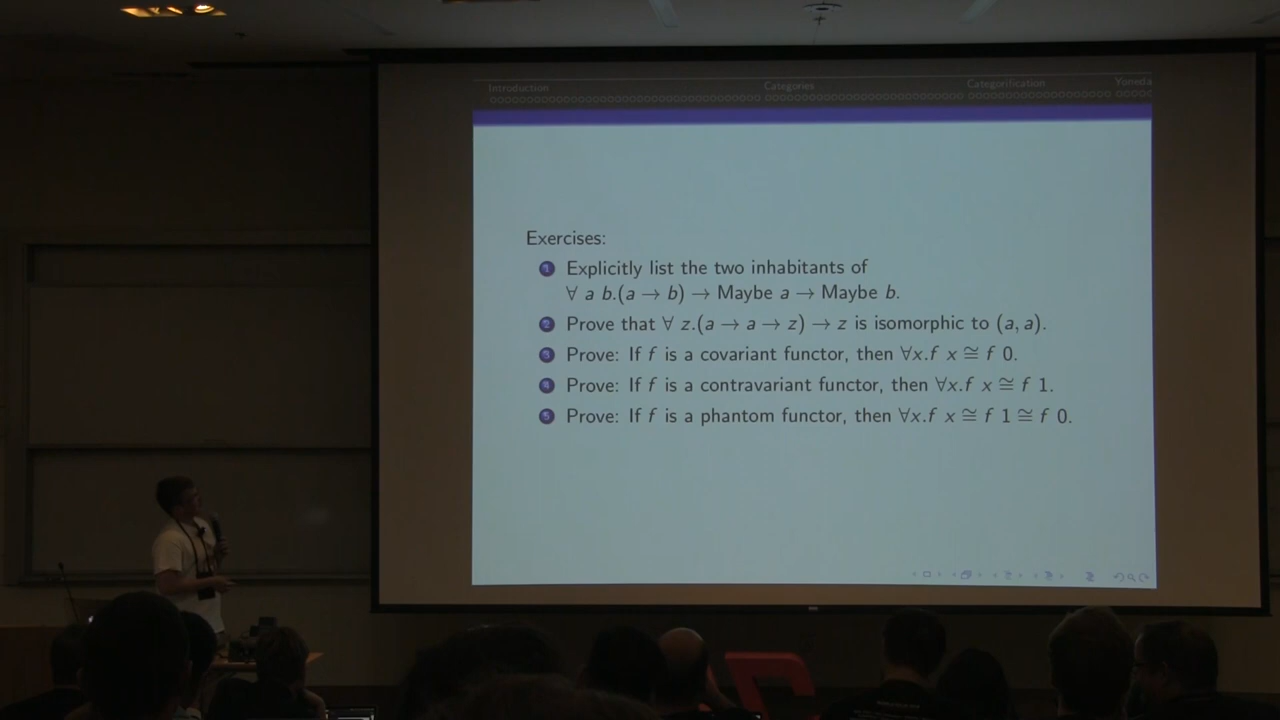 Introduction Categories Categorification Yoneda
Exercises:
1 Explicitly list the two inhabitants of
∀ a b.(a → b) → Maybe a → Maybe b.
2 Prove that ∀ z.(a → a → z) → z is isomorphic to (a, a).
3 Prove: If f is a covariant functor, then ∀x.f x ≅ f 0.
4 Prove: If f is a contravariant functor, then ∀x.f x ≅ f 1.
5 Prove: If f is a phantom functor, then ∀x.f x ≅ f 1 ≅ f 0.